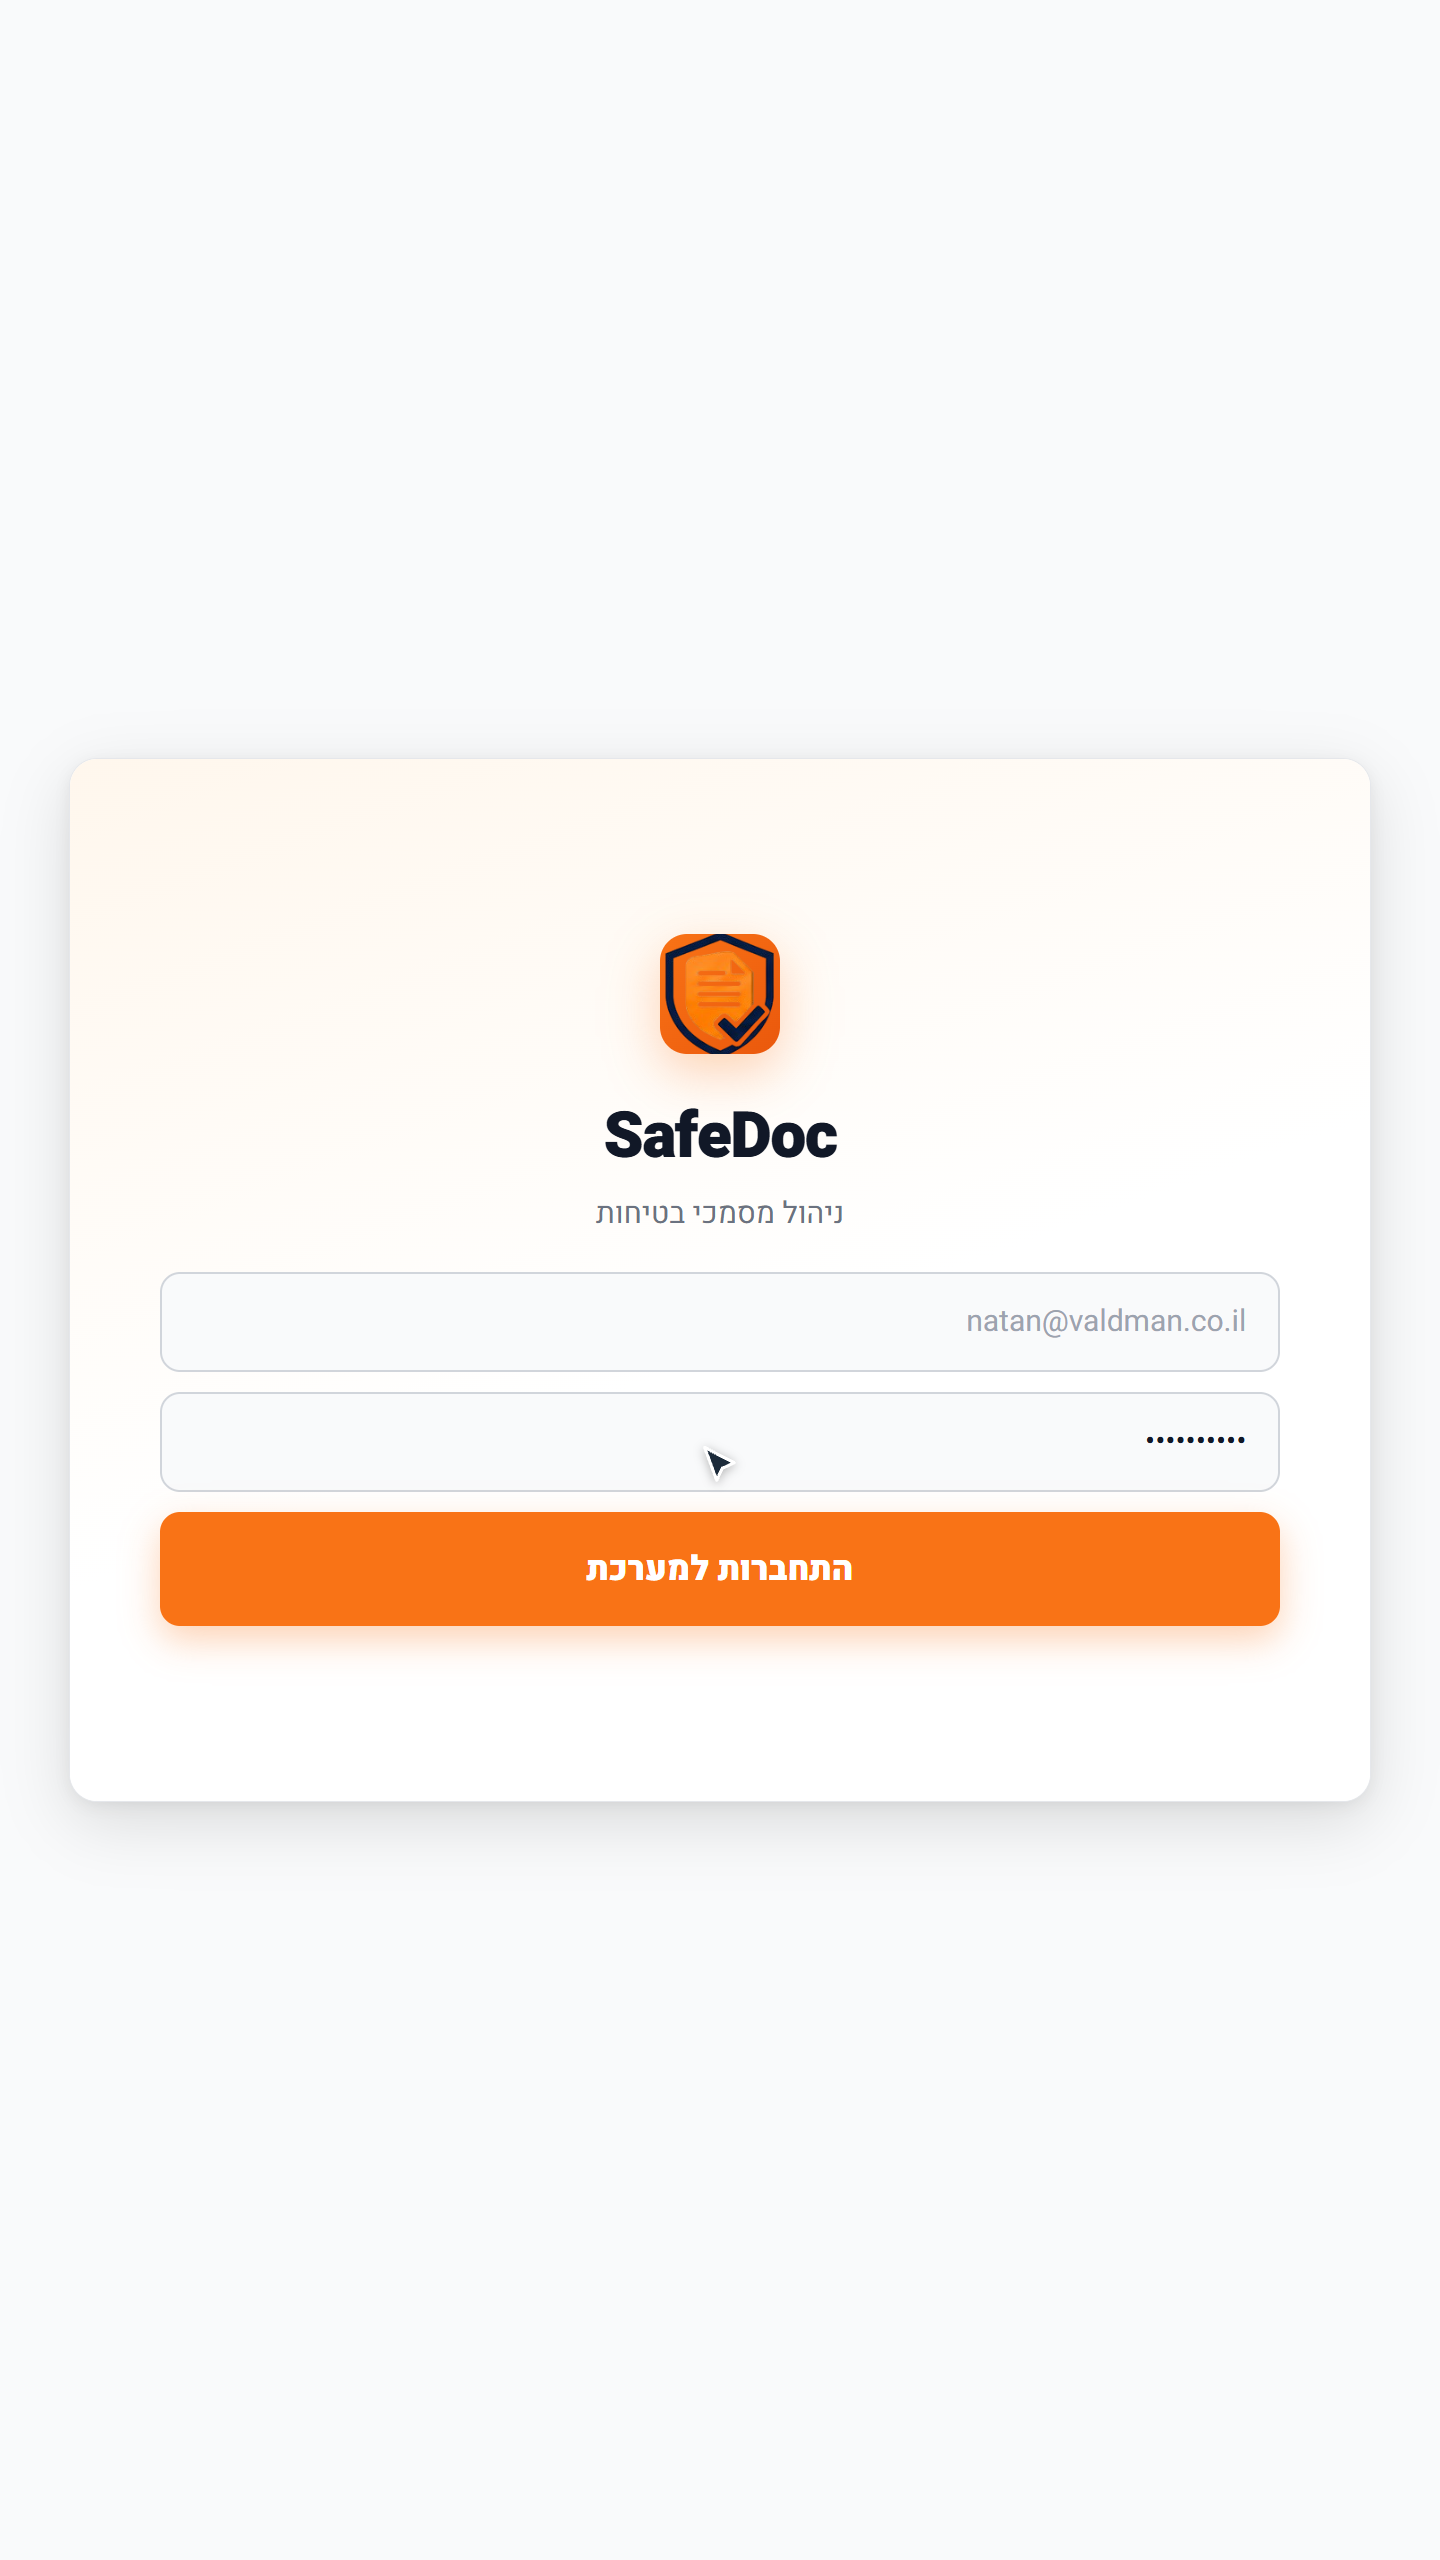 SafeDoc
ניהול מסמכי בטיחות
natan@valdman.co.il
••••••••••
התחברות למערכת